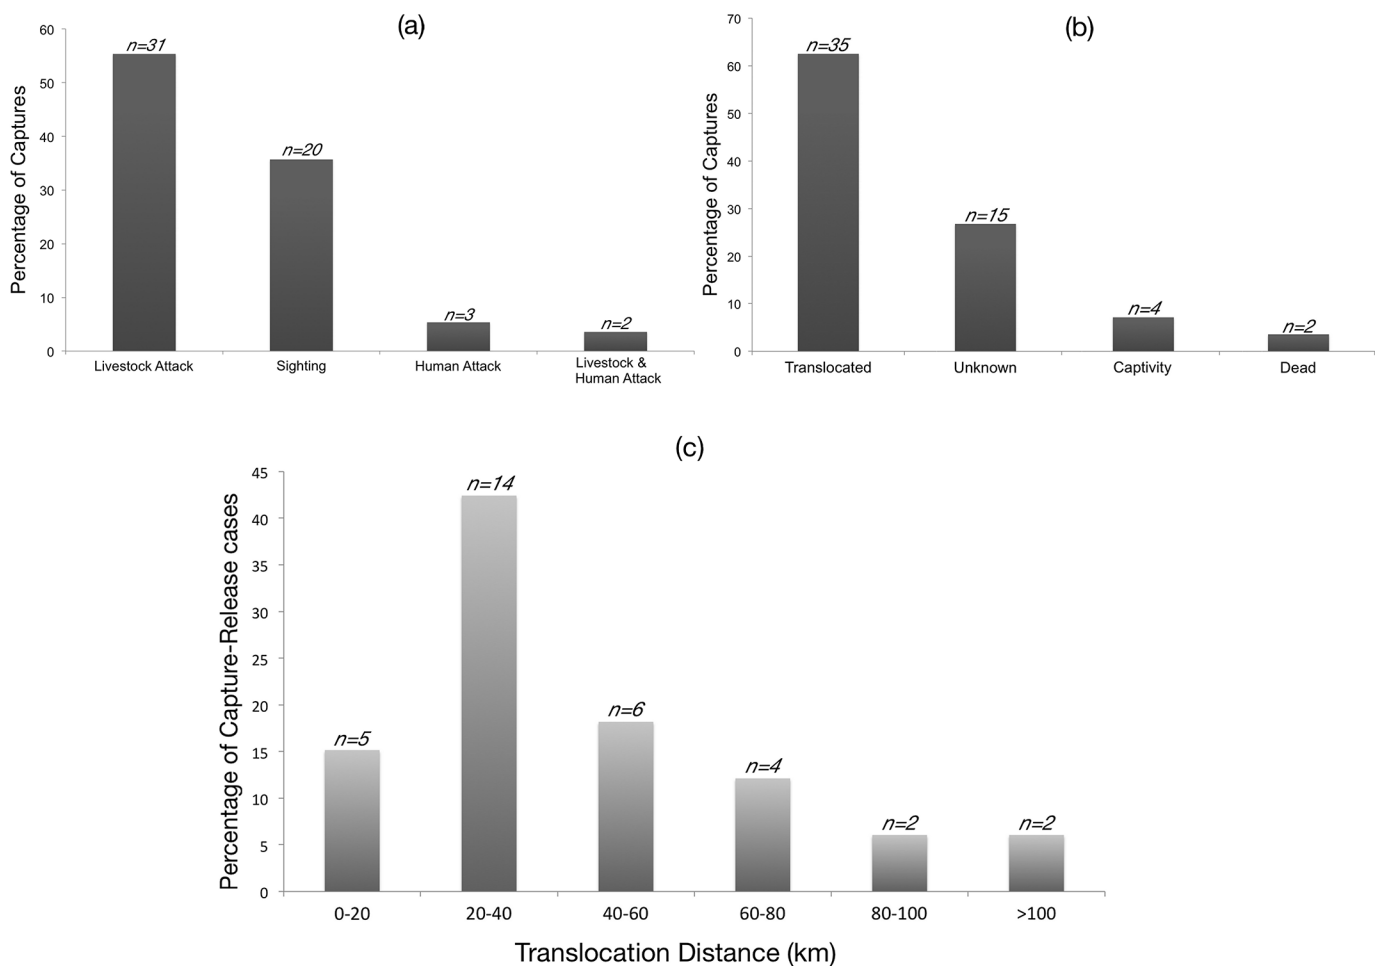 (a)
Percentage of Captures
60
50
40
30
20
10
0
n=31
n=20
n=3
n=2
Livestock Attack
Sighting
Human Attack
Livestock &
Human Attack
(b)
Percentage of Captures
70
60
50
40
30
20
10
0
n=35
n=15
n=4
n=2
Translocated
Unknown
Captivity
Dead
(c)
Percentage of Capture-Release cases
45
40
35
30
25
20
15
10
5
0
n=5
n=14
n=6
n=4
n=2
n=2
0-20
20-40
40-60
60-80
80-100
>100
Translocation Distance (km)